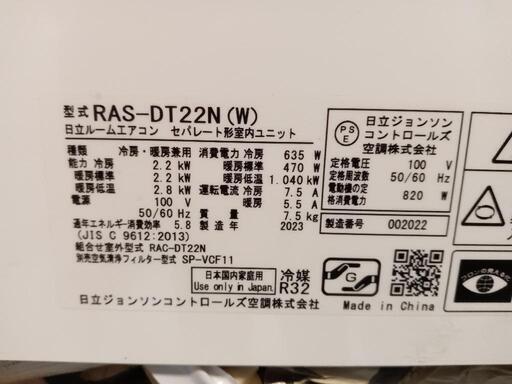 型式 RAS-DT22N(W)
日立ルームエアコン セパレート形室内ユニット
種類 冷房・暖房兼用
能力 冷房 2.2 kW
暖房標準 2.2 kW
暖房低温 2.8 kW
電源 100 V
50/60 Hz
通年エネルギー消費効率 5.8
(JIS C 9612:2013)
組合せ室外型式 RAC-DT22N
別売空気清浄フィルター型式 SP-VCF11
消費電力 冷房 635 W
暖房標準 470 W
暖房低温 1.040 kW
運転電流 冷房 7.5 A
暖房 5.5 A
質量 7.5kg
製造年 2023
PSE
日立ジョンソン
コントロールズ
空調株式会社
定格電圧 100 V
定格周波数 50/60 Hz
電動機の定
格消費電力 820 W
製造番号 002022
日本国内家庭用
Use only in Japan.
冷媒
R32
日立ジョンソンコントロールズ空調株式会社
G
Made in China